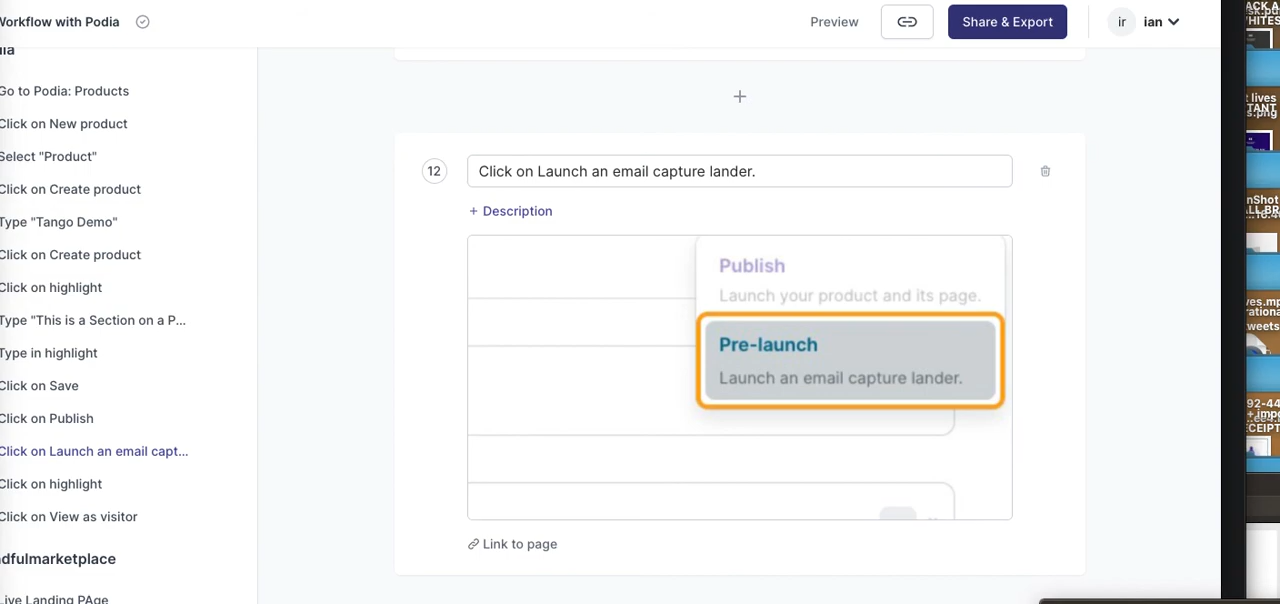 Workflow with Podia
Preview
Share & Export
ir
ian
Go to Podia: Products
Click on New product
Select "Product"
Click on Create product
Type "Tango Demo"
Click on Create product
Click on highlight
Type "This is a Section on a P...
Type in highlight
Click on Save
Click on Publish
Click on Launch an email capt...
Click on highlight
Click on View as visitor
dfulmarketplace
Live Landing PAge
12
Click on Launch an email capture lander.
+ Description
Publish
Launch your product and its page.
Pre-launch
Launch an email capture lander.
Link to page